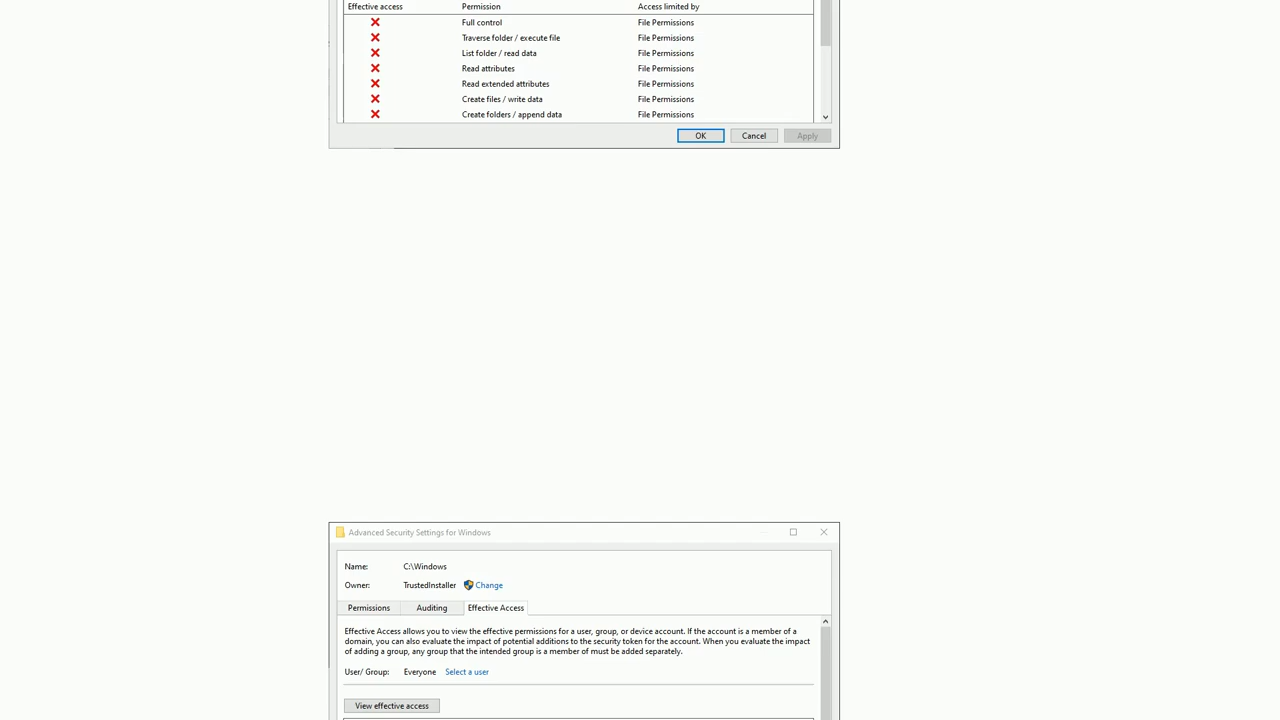 Effective access Permission Access limited by
Full control File Permissions
Traverse folder / execute file File Permissions
List folder / read data File Permissions
Read attributes File Permissions
Read extended attributes File Permissions
Create files / write data File Permissions
Create folders / append data File Permissions
OK Cancel Apply
Advanced Security Settings for Windows
Name: C:\Windows
Owner: TrustedInstaller Change
Permissions Auditing Effective Access
Effective Access allows you to view the effective permissions for a user, group, or device account. If the account is a member of a
domain, you can also evaluate the impact of potential additions to the security token for the account. When you evaluate the impact
of adding a group, any group that the intended group is a member of must be added separately.
User/ Group: Everyone Select a user
View effective access